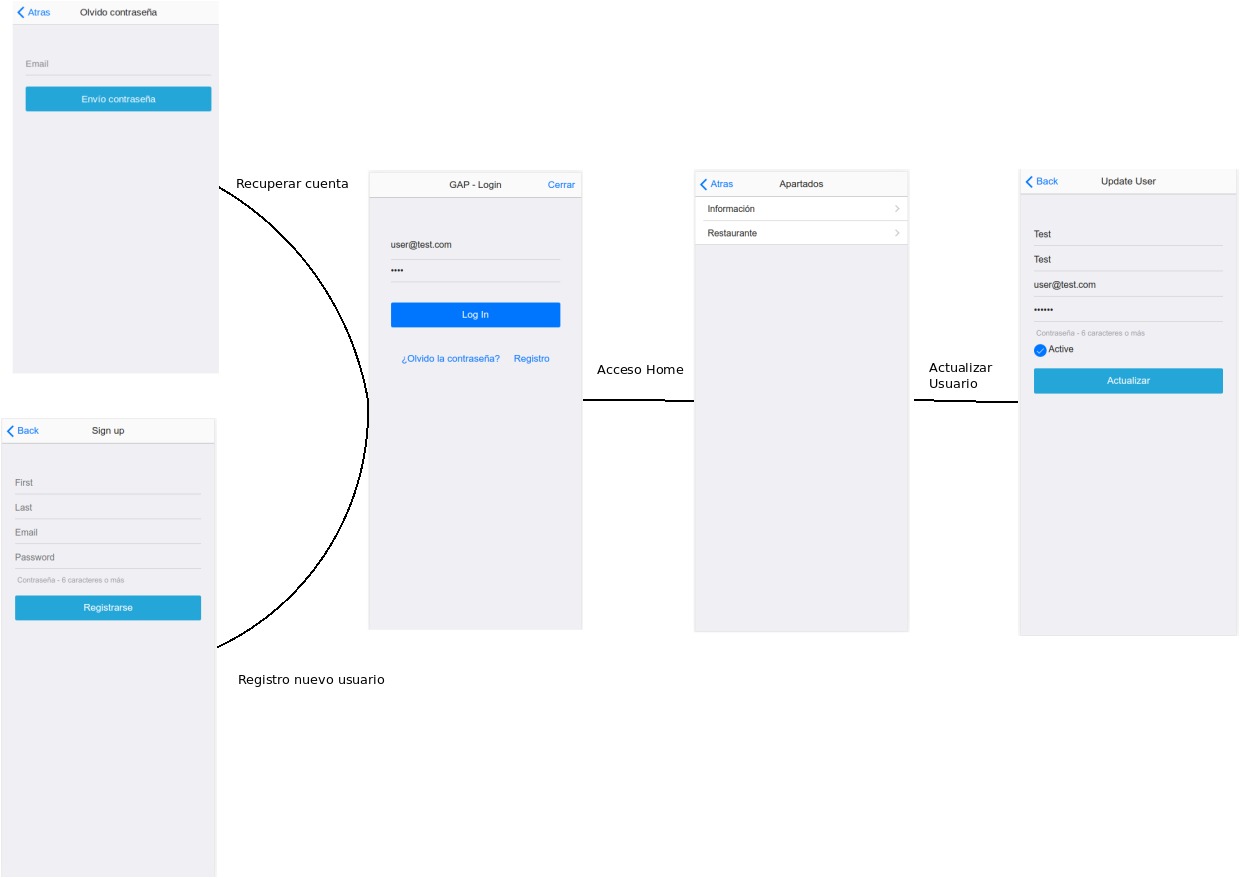 Atras
Olvido contraseña
Email
Envío contraseña
Recuperar cuenta
GAP - Login
Cerrar
user@test.com
••••
Log In
¿Olvido la contraseña?
Registro
Acceso Home
Atras
Apartados
Información
Restaurante
Actualizar
Usuario
Back
Update User
Test
Test
user@test.com
••••••
Contraseña - 6 caracteres o más
Active
Actualizar
Back
Sign up
First
Last
Email
Password
Contraseña - 6 caracteres o más
Registrarse
Registro nuevo usuario